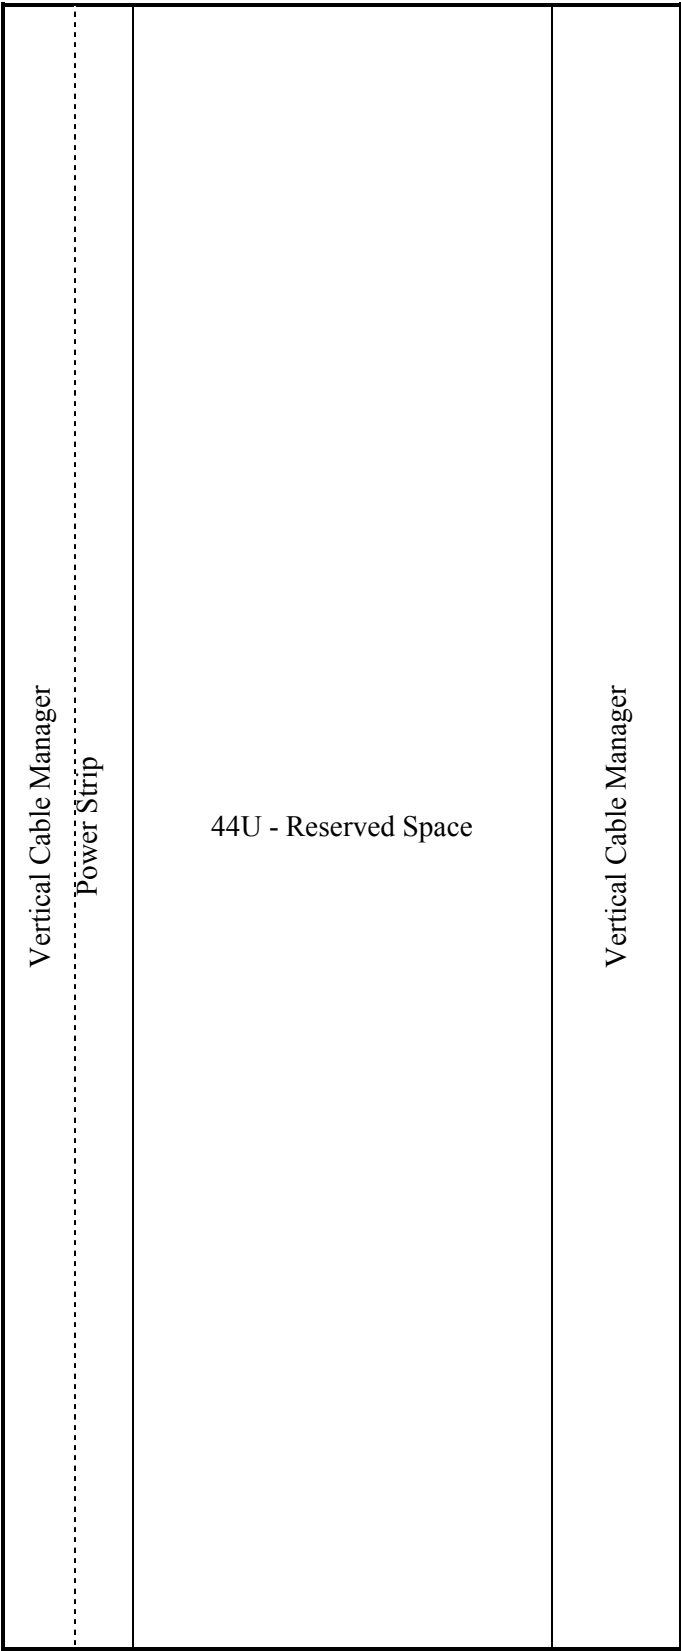 Vertical Cable Manager
Power Strip
44U - Reserved Space
Vertical Cable Manager